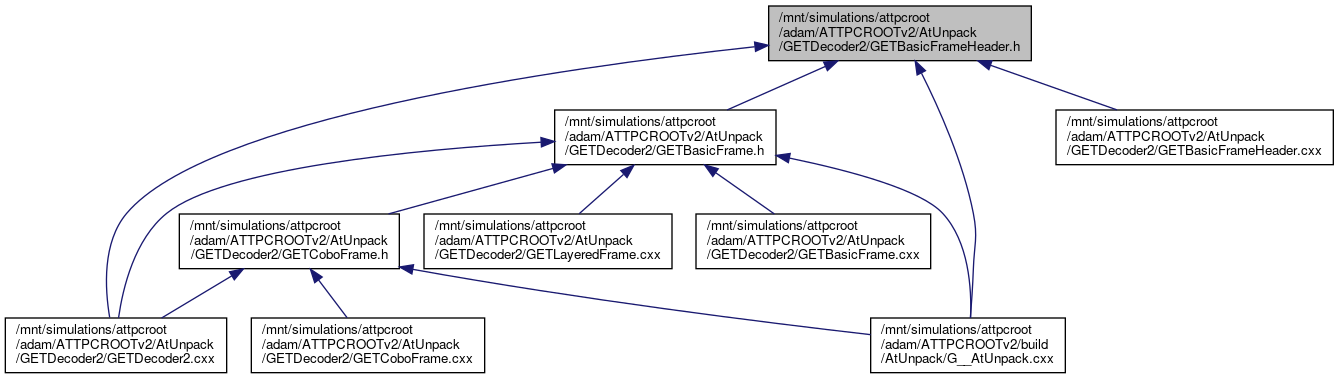 /mnt/simulations/attpcroot
/adam/ATTPCROOTv2/AtUnpack
/GETDecoder2/GETBasicFrameHeader.h
/mnt/simulations/attpcroot
/adam/ATTPCROOTv2/AtUnpack
/GETDecoder2/GETBasicFrame.h
/mnt/simulations/attpcroot
/adam/ATTPCROOTv2/AtUnpack
/GETDecoder2/GETBasicFrameHeader.cxx
/mnt/simulations/attpcroot
/adam/ATTPCROOTv2/AtUnpack
/GETDecoder2/GETCoboFrame.h
/mnt/simulations/attpcroot
/adam/ATTPCROOTv2/AtUnpack
/GETDecoder2/GETLayeredFrame.cxx
/mnt/simulations/attpcroot
/adam/ATTPCROOTv2/AtUnpack
/GETDecoder2/GETBasicFrame.cxx
/mnt/simulations/attpcroot
/adam/ATTPCROOTv2/AtUnpack
/GETDecoder2/GETDecoder2.cxx
/mnt/simulations/attpcroot
/adam/ATTPCROOTv2/AtUnpack
/GETDecoder2/GETCoboFrame.cxx
/mnt/simulations/attpcroot
/adam/ATTPCROOTv2/build
/AtUnpack/G__AtUnpack.cxx